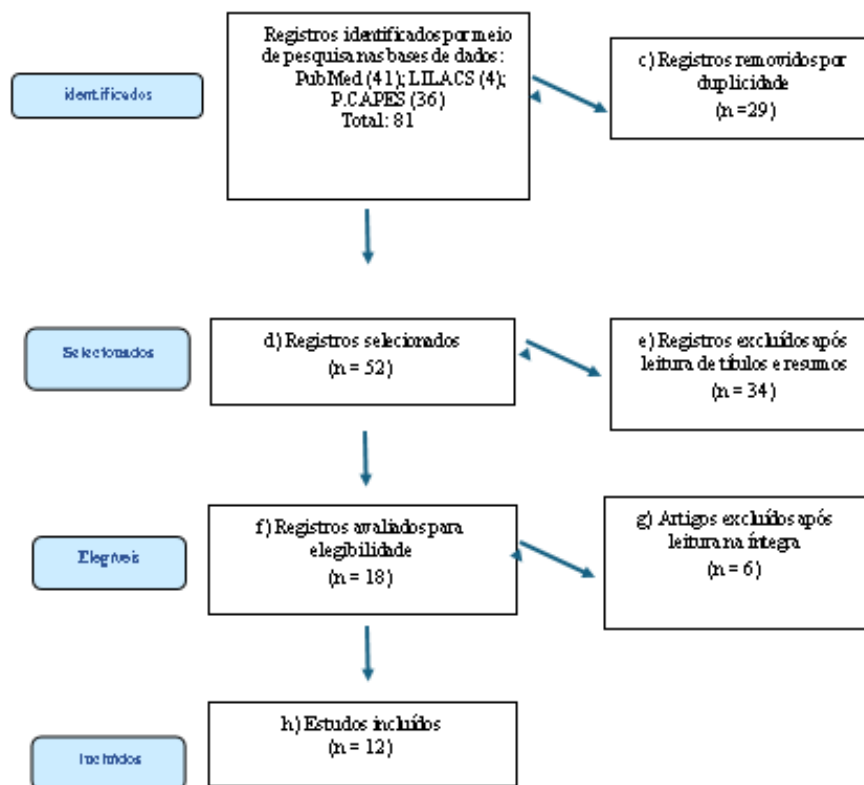 identificados
Registros identificados por meio
de pesquisa nas bases de dados:
PubMed (41); LILACS (4);
P.CAPES (36)
Total: 81
c) Registros removidos por
duplicidade
(n =29)
Selecionados
d) Registros selecionados
(n = 52)
e) Registros excluídos após
leitura de títulos e resumos
(n = 34)
Elegíveis
f) Registros avaliados para
elegibilidade
(n = 18)
g) Artigos excluídos após
leitura na íntegra
(n = 6)
Incluídos
h) Estudos incluídos
(n = 12)